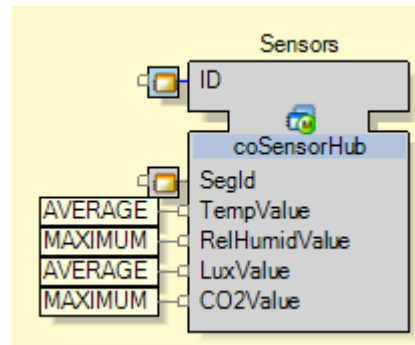 Sensors
ID
coSensorHub
SegId
AVERAGE TempValue
MAXIMUM RelHumidValue
AVERAGE LuxValue
MAXIMUM CO2Value